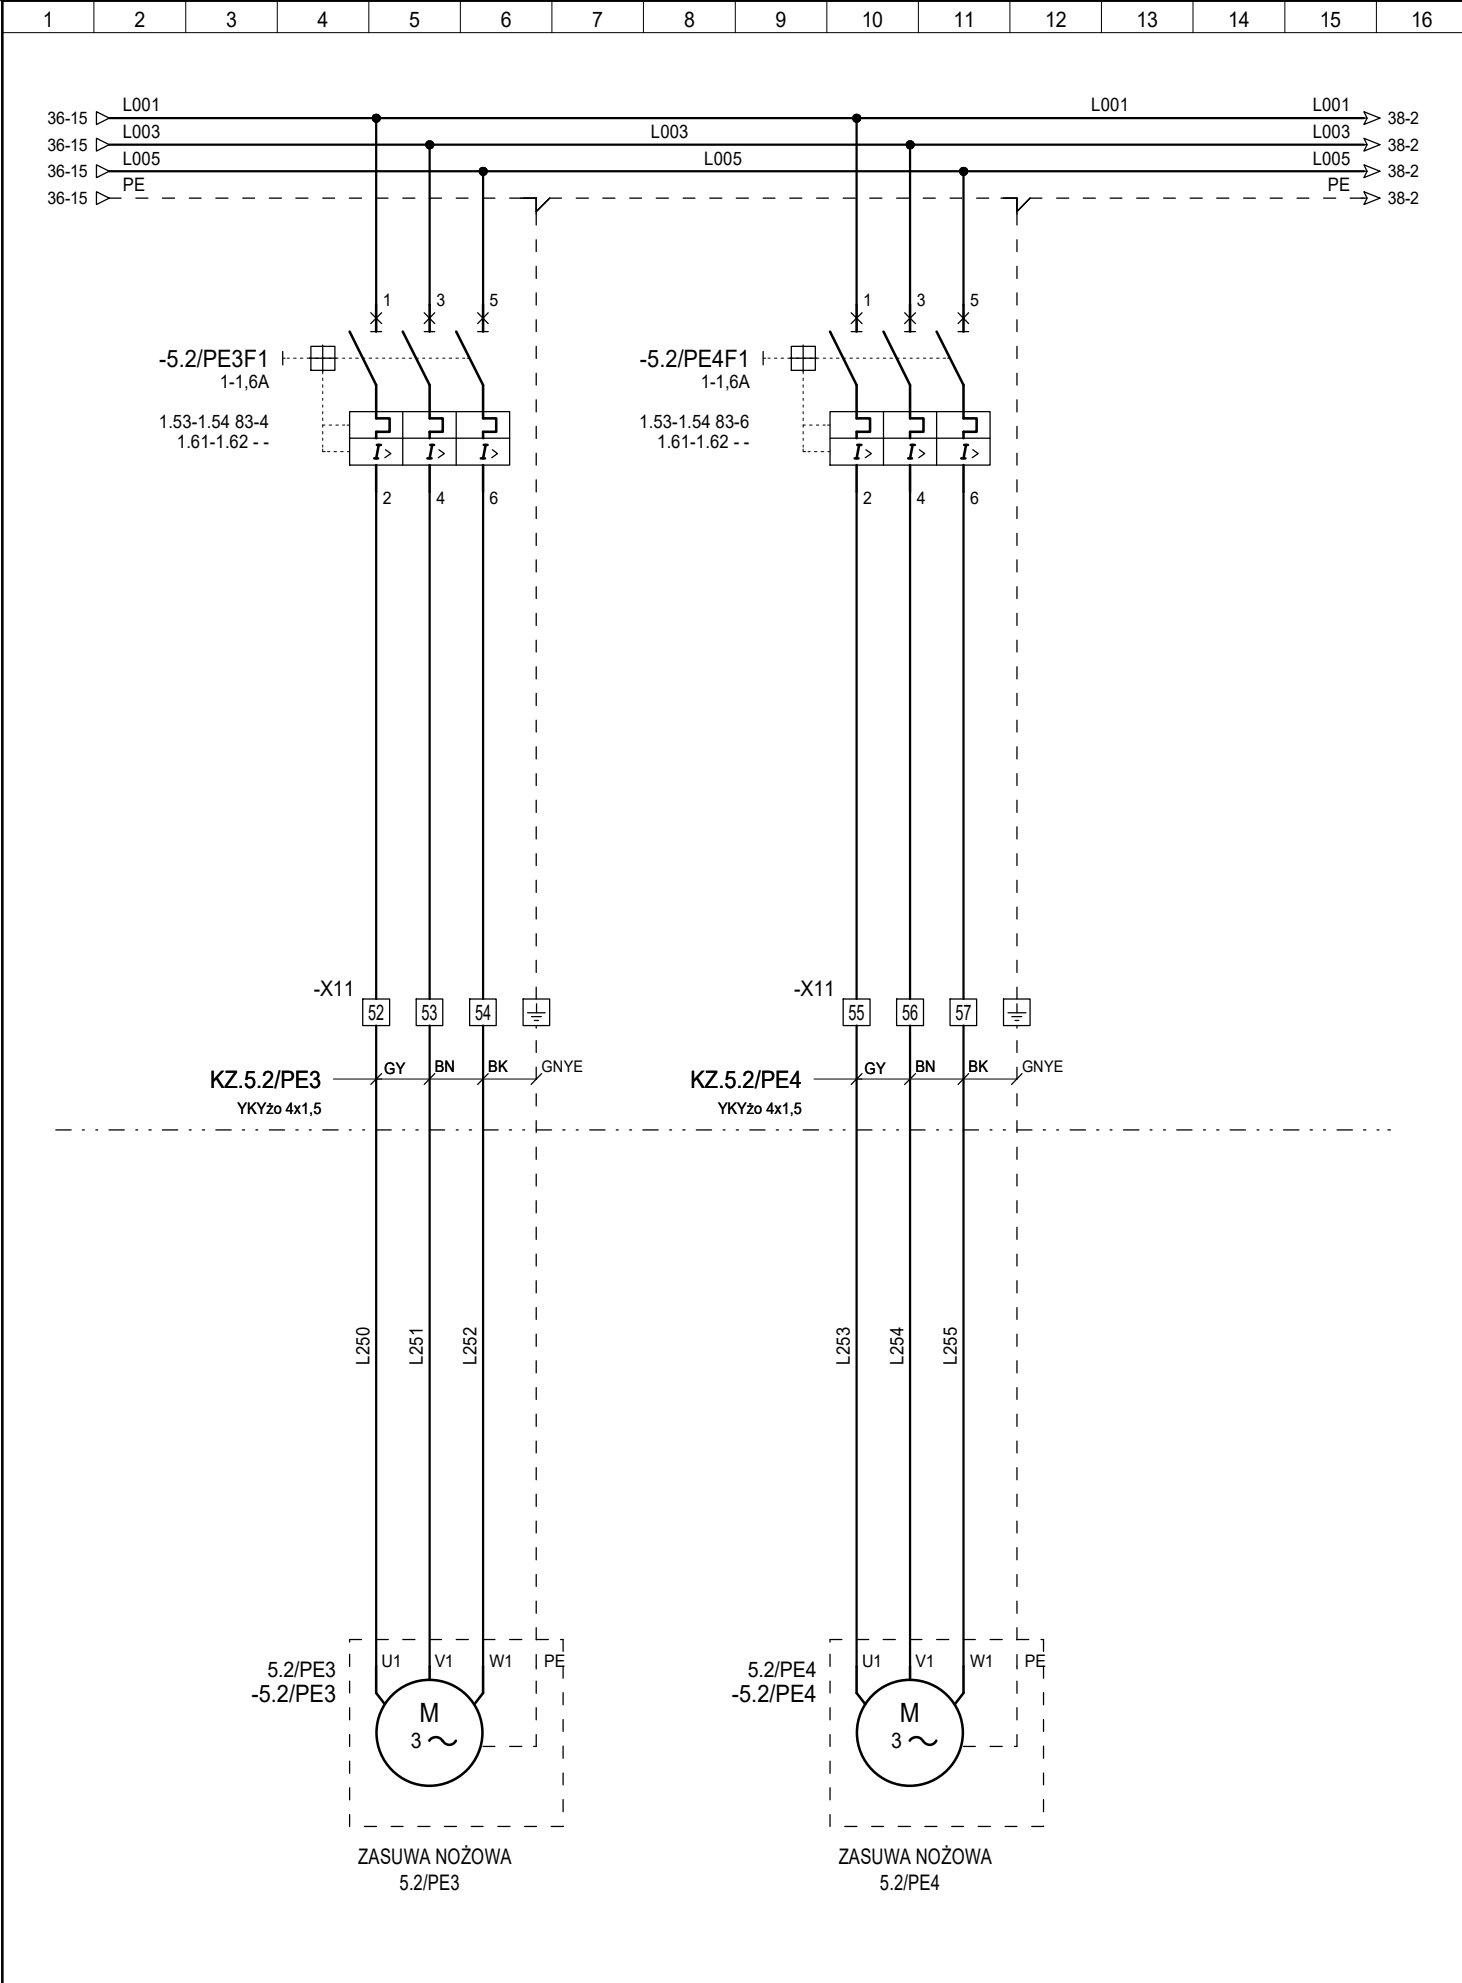 1 2 3 4 5 6 7 8 9 10 11 12 13 14 15 16
L001 L001 L001
36-15 38-2
L003 L003 L003
36-15 38-2
L005 L005 L005
36-15 38-2
PE PE
36-15 38-2
1 3 5 1 3 5
-5.2/PE3F1 -5.2/PE4F1
1-1,6A 1-1,6A
1.53-1.54 83-4 1.53-1.54 83-6
1.61-1.62 - - 1.61-1.62 - -
I> I> I> I> I> I>
2 4 6 2 4 6
-X11 -X11
52 53 54 55 56 57
GY BN BK GNYE GY BN BK GNYE
KZ.5.2/PE3 KZ.5.2/PE4
YKYżo 4x1,5 YKYżo 4x1,5
L250 L251 L252 L253 L254 L255
U1 V1 W1 PE U1 V1 W1 PE
5.2/PE3 5.2/PE4
-5.2/PE3 -5.2/PE4
M M
3 3
ZASUWA NOŻOWA ZASUWA NOŻOWA
5.2/PE3 5.2/PE4